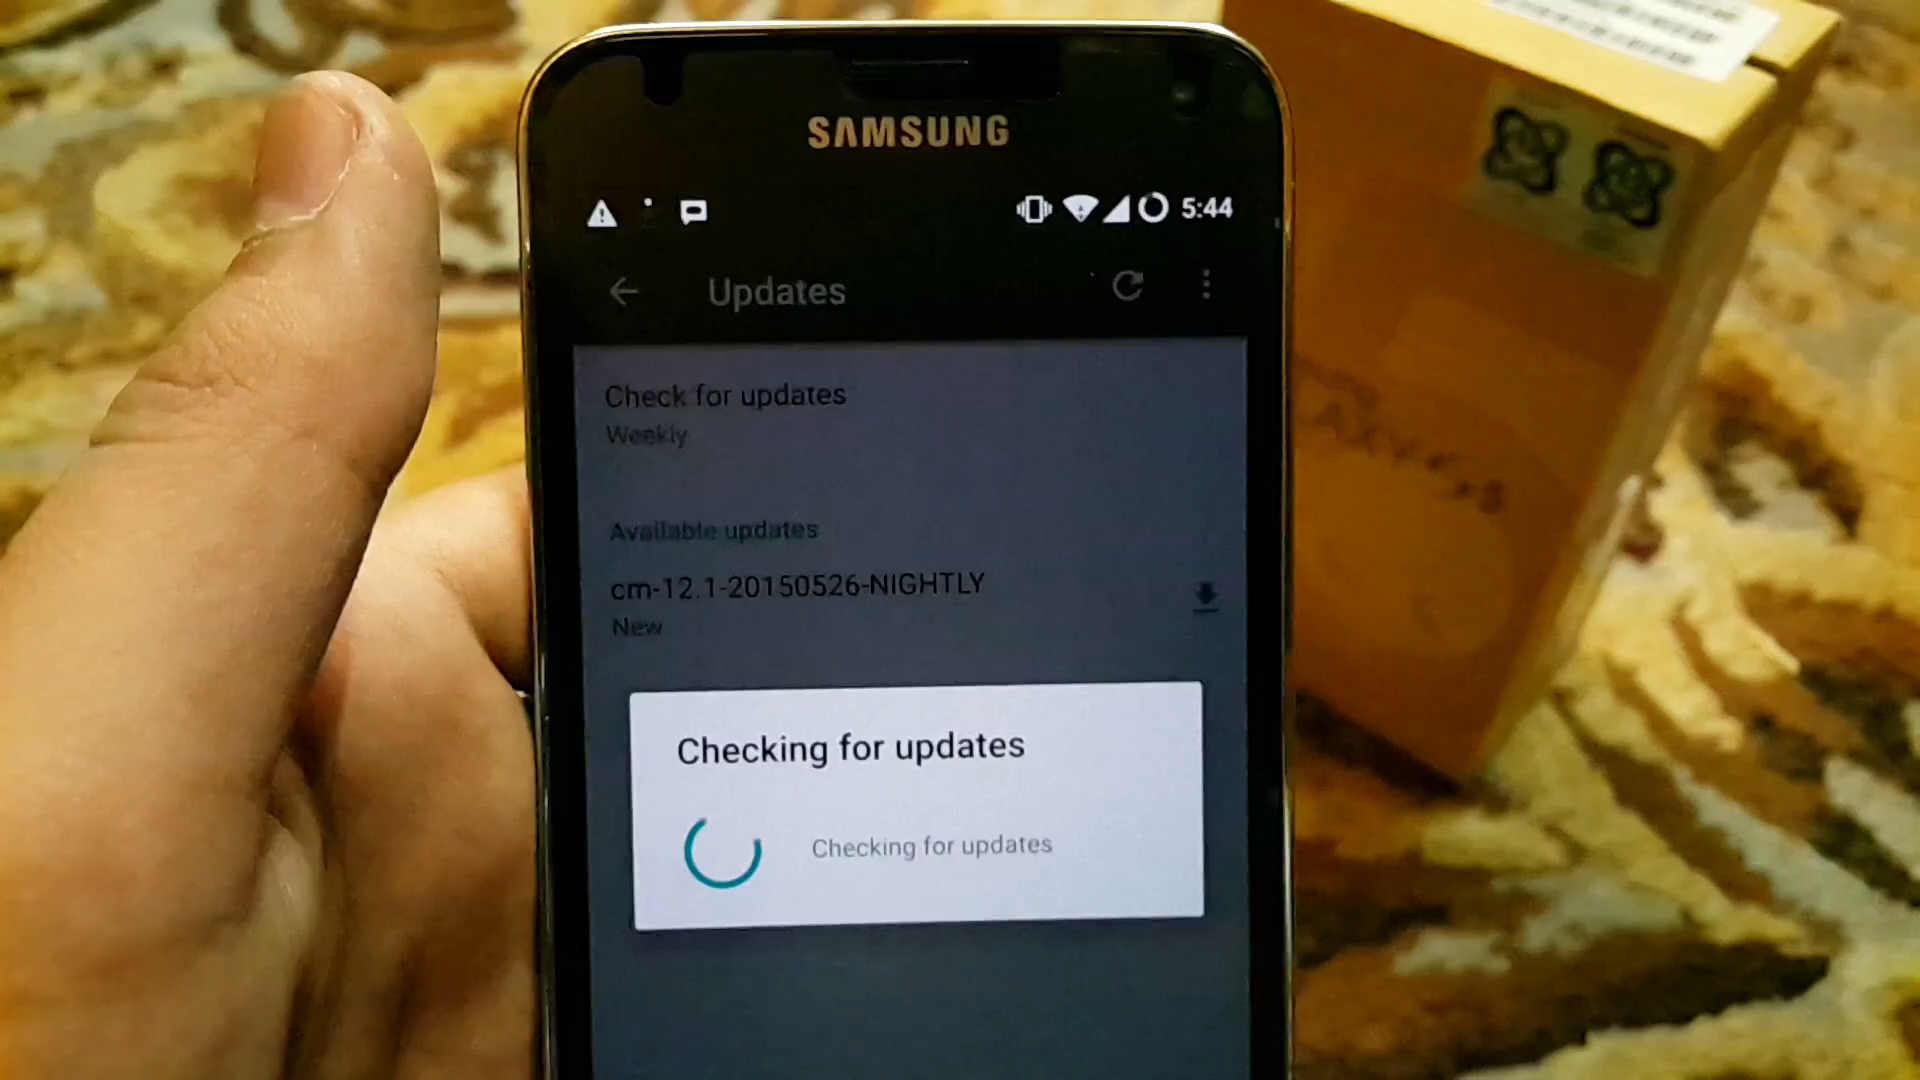 SAMSUNG
5:44
Updates
Check for updates
Weekly
Available updates
cm-12.1-20150526-NIGHTLY
New
Checking for updates
Checking for updates